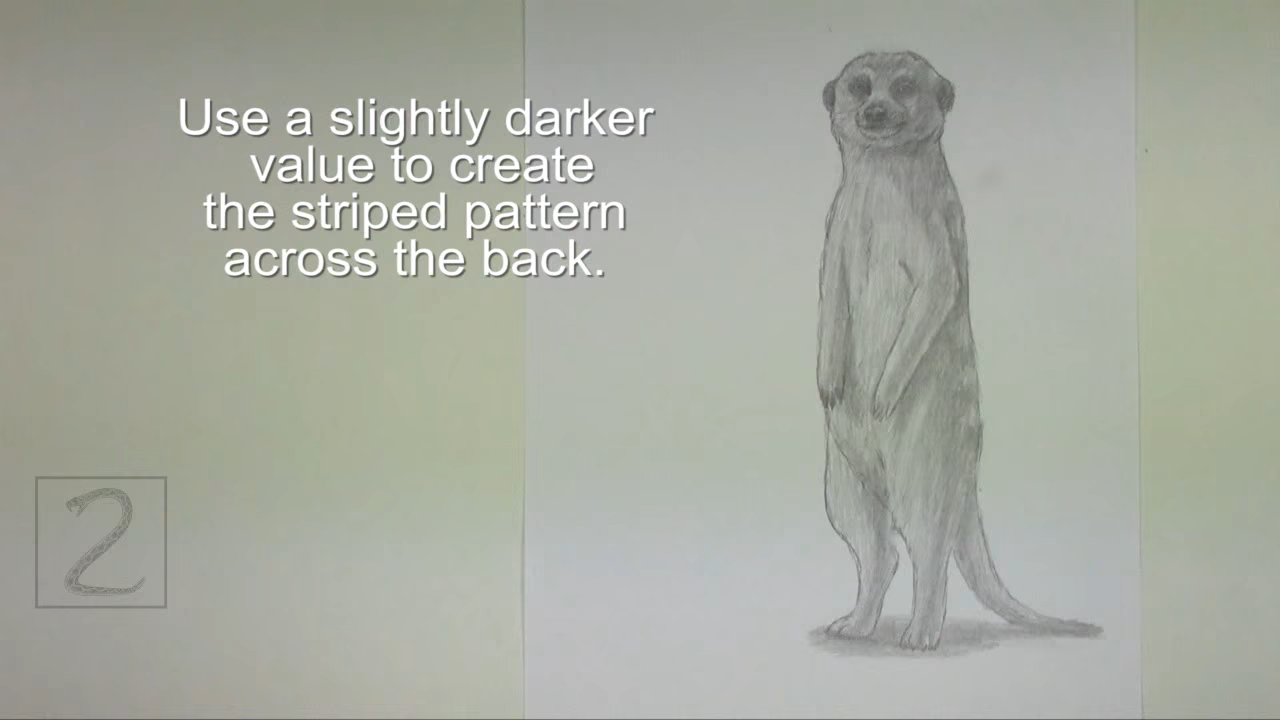 Use a slightly darker
value to create
the striped pattern
across the back.
2